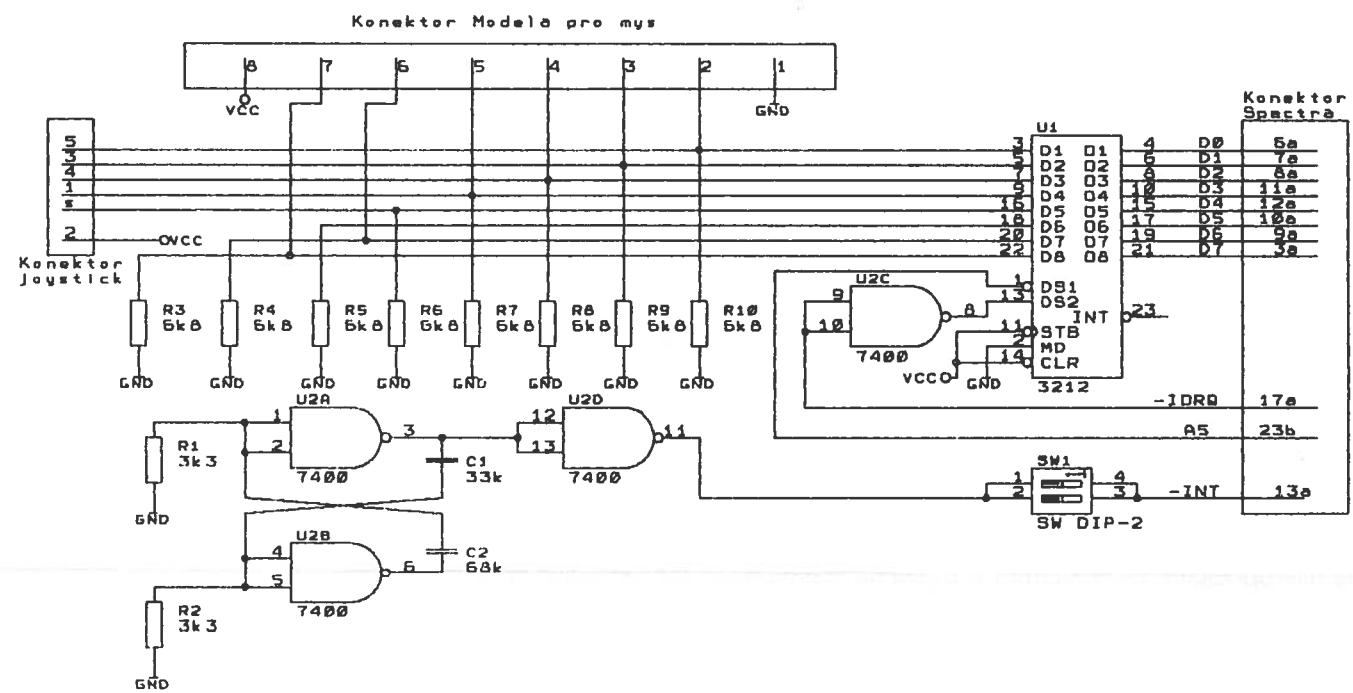 Konektor Modela pro mys
8 7 6 5 4 3 2 1
VCC GND
Konektor
Spectra
U1
5 3 D1 O1 4 D0 6a
3 5 D2 O2 6 D1 7a
4 7 D3 O3 8 D2 8a
1 9 D4 O4 10 D3 11a
* 16 D5 O5 15 D4 12a
18 D6 O6 17 D5 10a
2 VCC 20 D7 O7 19 D6 9a
22 D8 O8 21 D7 3a
Konektor
joystick
U2C
9 8 1 DS1
10 13 DS2
7400 INT 23
11 STB
2 MD
14 CLR
VCC GND 3212
R3 R4 R5 R6 R7 R8 R9 R10
6k8 6k8 6k8 6k8 6k8 6k8 6k8 6k8
GND GND GND GND GND GND GND GND
-IORQ 17a
A5 23b
U2A U2D
1 3 12 11
2 13
R1
3k3
7400 7400
C1
33k
SW1
1 4
2 3 -INT 13a
SW DIP-2
GND
U2B
4 6
5
C2
68k
7400
R2
3k3
GND